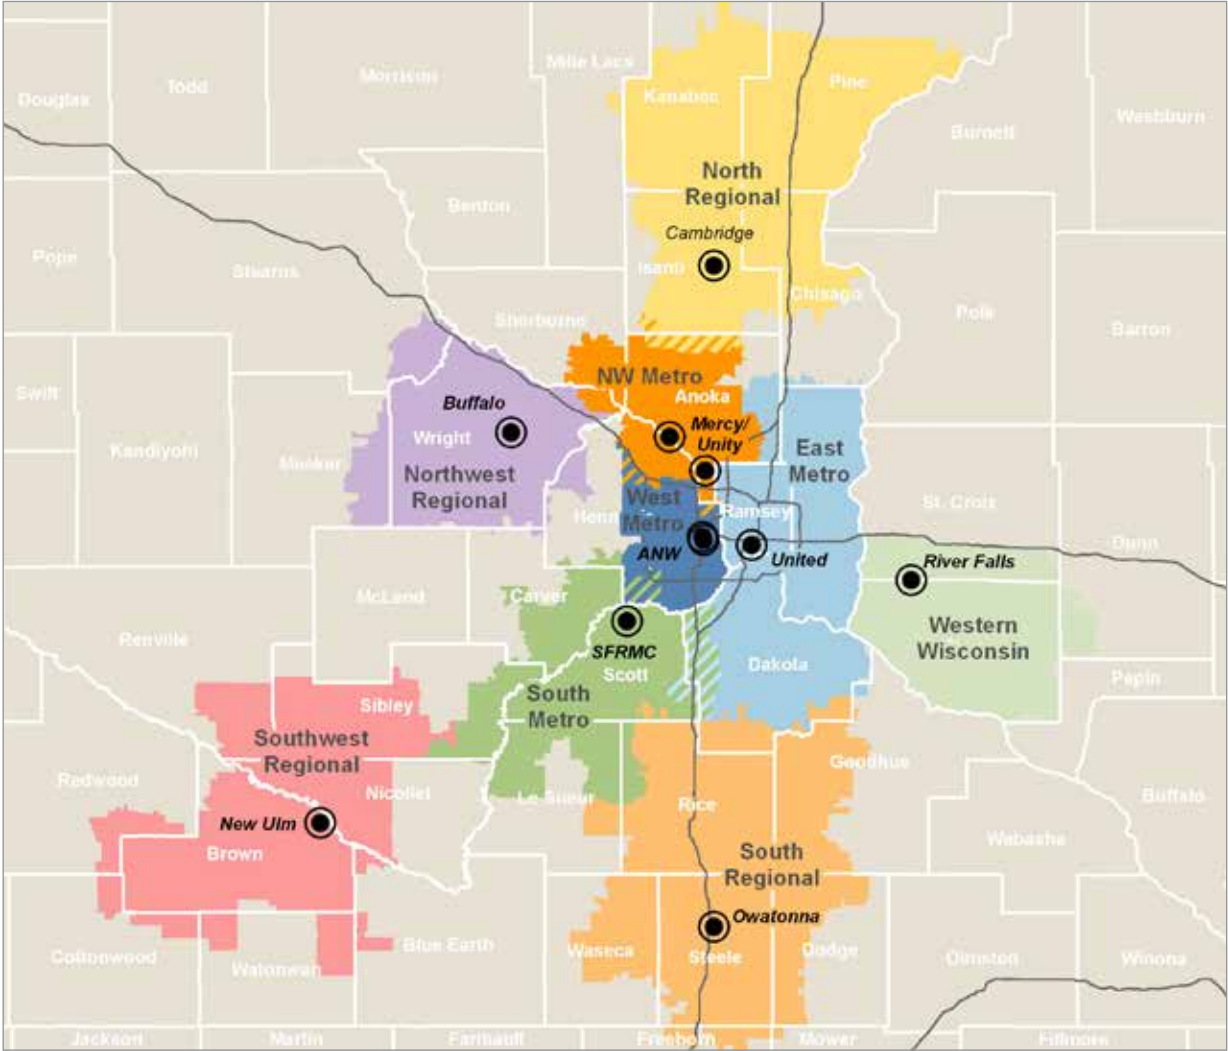 Mille Lacs
Todd
Morrison
Douglas
Kanabec
Pine
Washburn
Burnett
North
Regional
Benton
Cambridge
Pope
Stearns
Isanti
Chisago
Polk
Sherburne
Barron
NW Metro
Swift
Anoka
Buffalo
Mercy/
Unity
Wright
East
Metro
Kandiyohi
Meeker
Northwest
Regional
West
Metro
St. Croix
Ramsey
Henn
Dunn
ANW
United
River Falls
McLeod
Carver
Western
Wisconsin
Renville
SFRMC
Scott
Dakota
Pepin
South
Metro
Sibley
Southwest
Regional
Goodhue
Redwood
Nicollet
Le Sueur
Rice
Buffalo
New Ulm
Brown
Wabasha
South
Regional
Owatonna
Blue Earth
Waseca
Steele
Dodge
Cottonwood
Watonwan
Olmsted
Winona
Jackson
Martin
Faribault
Freeborn
Mower
Fillmore